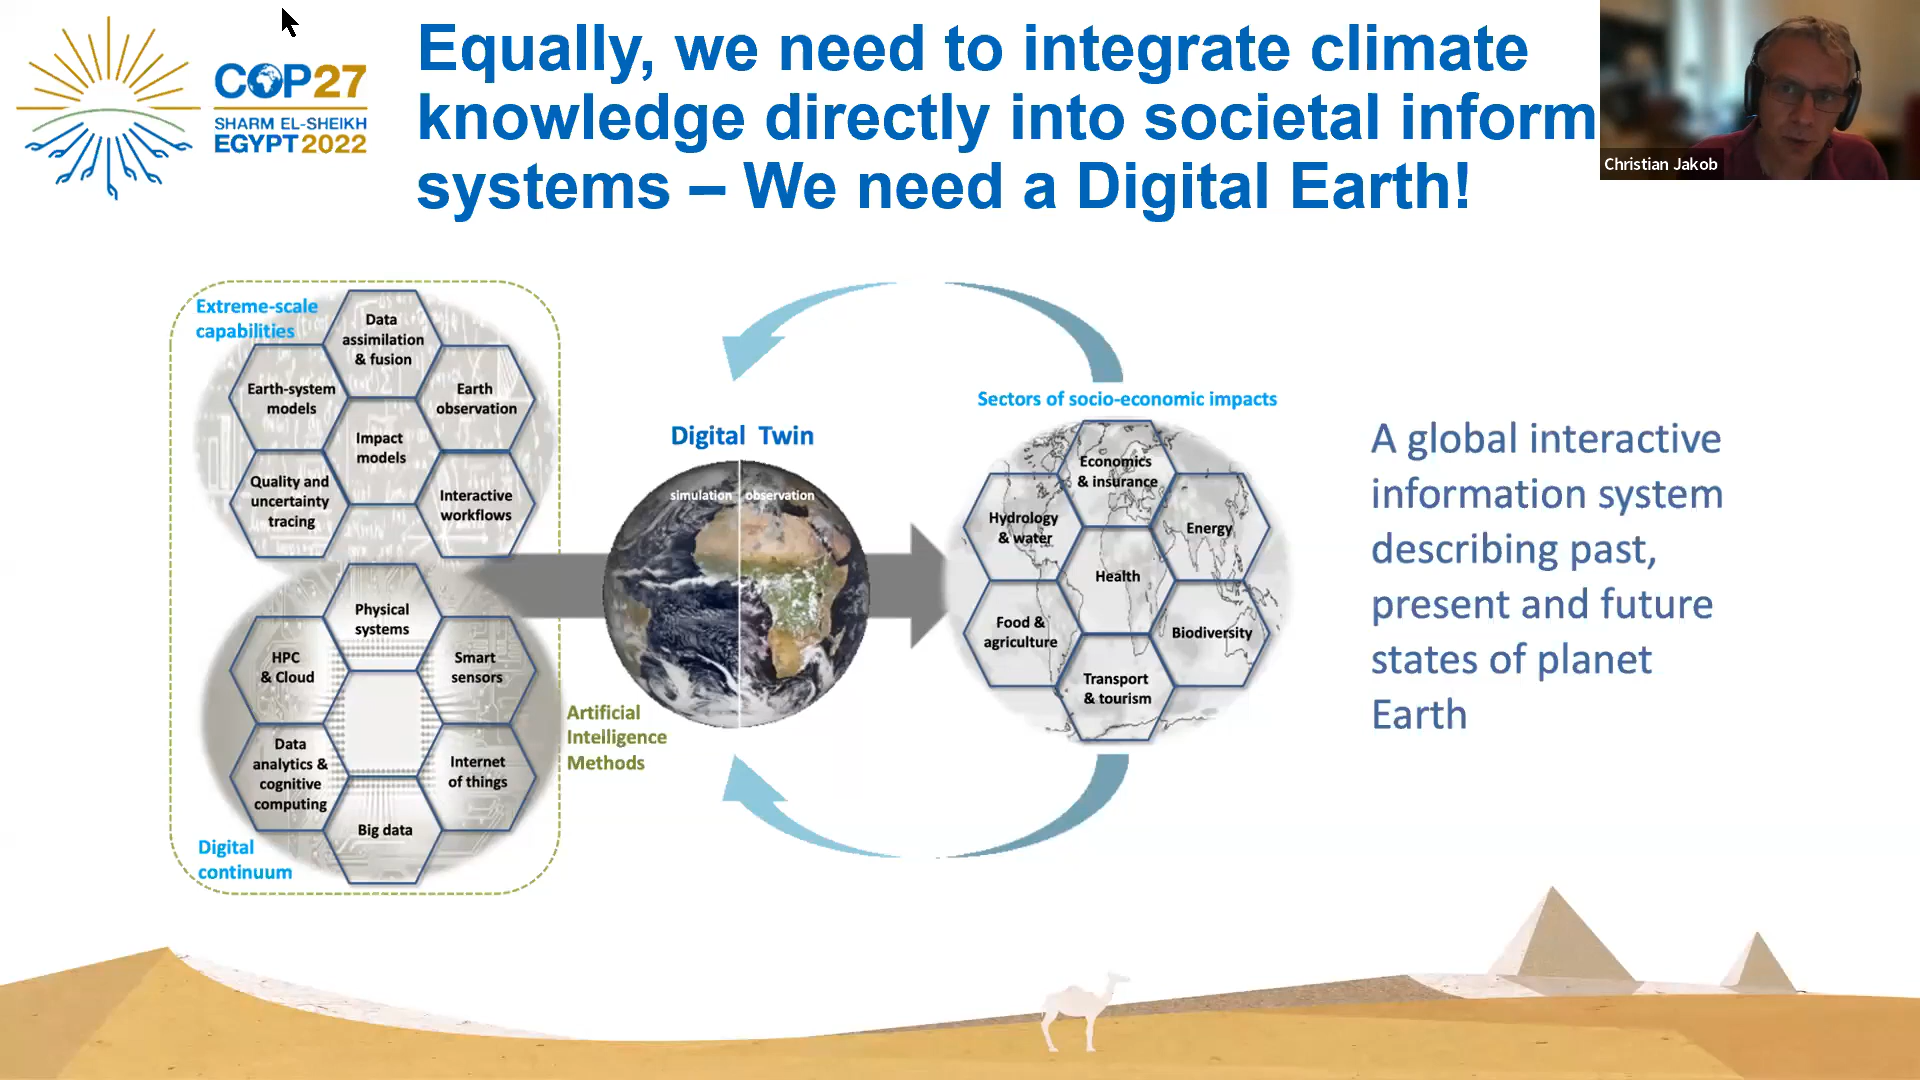 COP27
SHARM EL-SHEIKH
EGYPT2022
Equally, we need to integrate climate
knowledge directly into societal inform
systems – We need a Digital Earth!
Christian Jakob
Extreme-scale
capabilities
Data
assimilation
& fusion
Earth-system
models
Earth
observation
Impact
models
Quality and
uncertainty
tracing
Interactive
workflows
Physical
systems
HPC
& Cloud
Smart
sensors
Data
analytics &
cognitive
computing
Internet
of things
Big data
Digital
continuum
Artificial
Intelligence
Methods
Digital Twin
simulation observation
Sectors of socio-economic impacts
Economics
& insurance
Hydrology
& water
Energy
Health
Food &
agriculture
Biodiversity
Transport
& tourism
A global interactive
information system
describing past,
present and future
states of planet
Earth